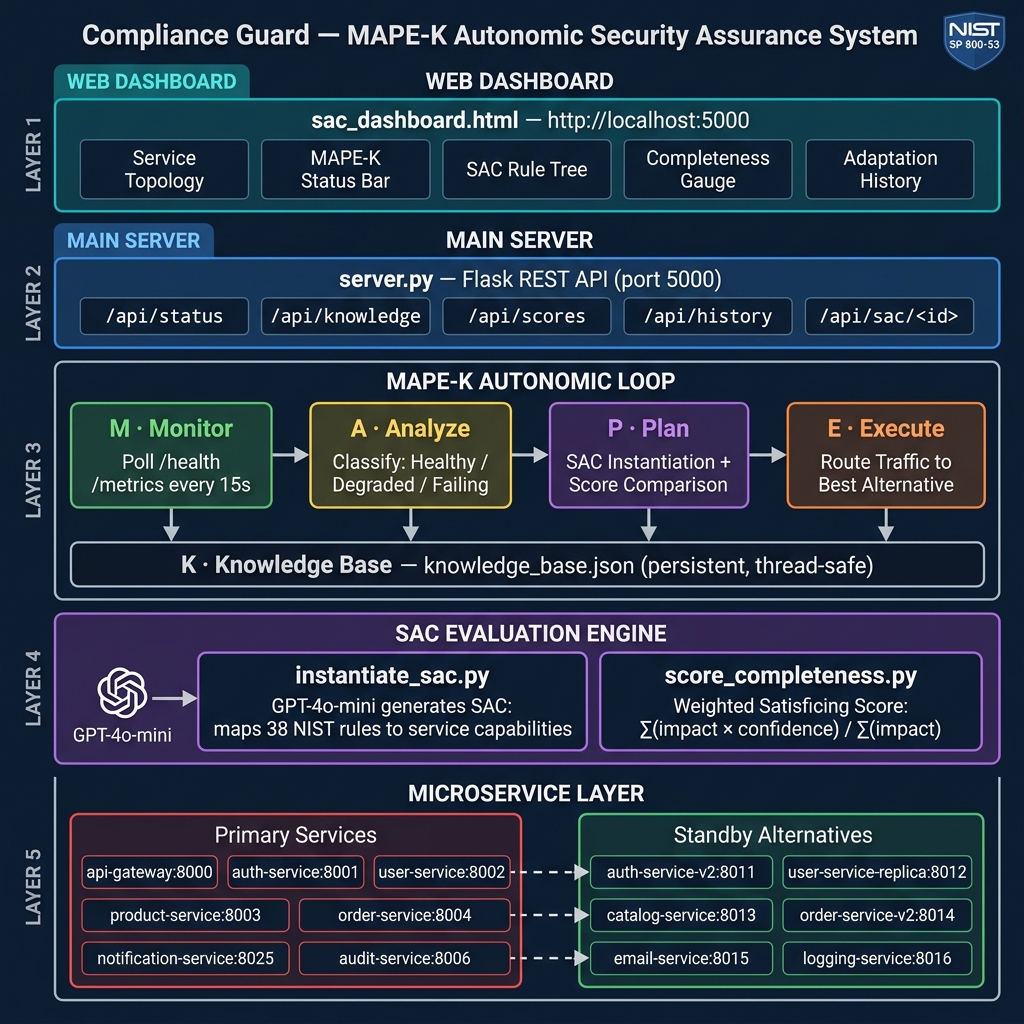 Compliance Guard — MAPE-K Autonomic Security Assurance System
NIST
SP 800-53
WEB DASHBOARD
WEB DASHBOARD
LAYER 1
sac_dashboard.html — http://localhost:5000
Service
Topology
MAPE-K
Status Bar
SAC Rule Tree
Completeness
Gauge
Adaptation
History
MAIN SERVER
MAIN SERVER
LAYER 2
server.py — Flask REST API (port 5000)
/api/status
/api/knowledge
/api/scores
/api/history
/api/sac/<id>
LAYER 3
MAPE-K AUTONOMIC LOOP
M · Monitor
Poll /health
/metrics every 15s
A · Analyze
Classify: Healthy /
Degraded / Failing
P · Plan
SAC Instantiation +
Score Comparison
E · Execute
Route Traffic to
Best Alternative
K · Knowledge Base — knowledge_base.json (persistent, thread-safe)
LAYER 4
SAC EVALUATION ENGINE
GPT-4o-mini
instantiate_sac.py
GPT-4o-mini generates SAC:
maps 38 NIST rules to service capabilities
score_completeness.py
Weighted Satisficing Score:
∑(impact × confidence) / ∑(impact)
LAYER 5
MICROSERVICE LAYER
Primary Services
api-gateway:8000
auth-service:8001
user-service:8002
product-service:8003
order-service:8004
notification-service:8025
audit-service:8006
Standby Alternatives
auth-service-v2:8011
user-service-replica:8012
catalog-service:8013
order-service-v2:8014
email-service:8015
logging-service:8016